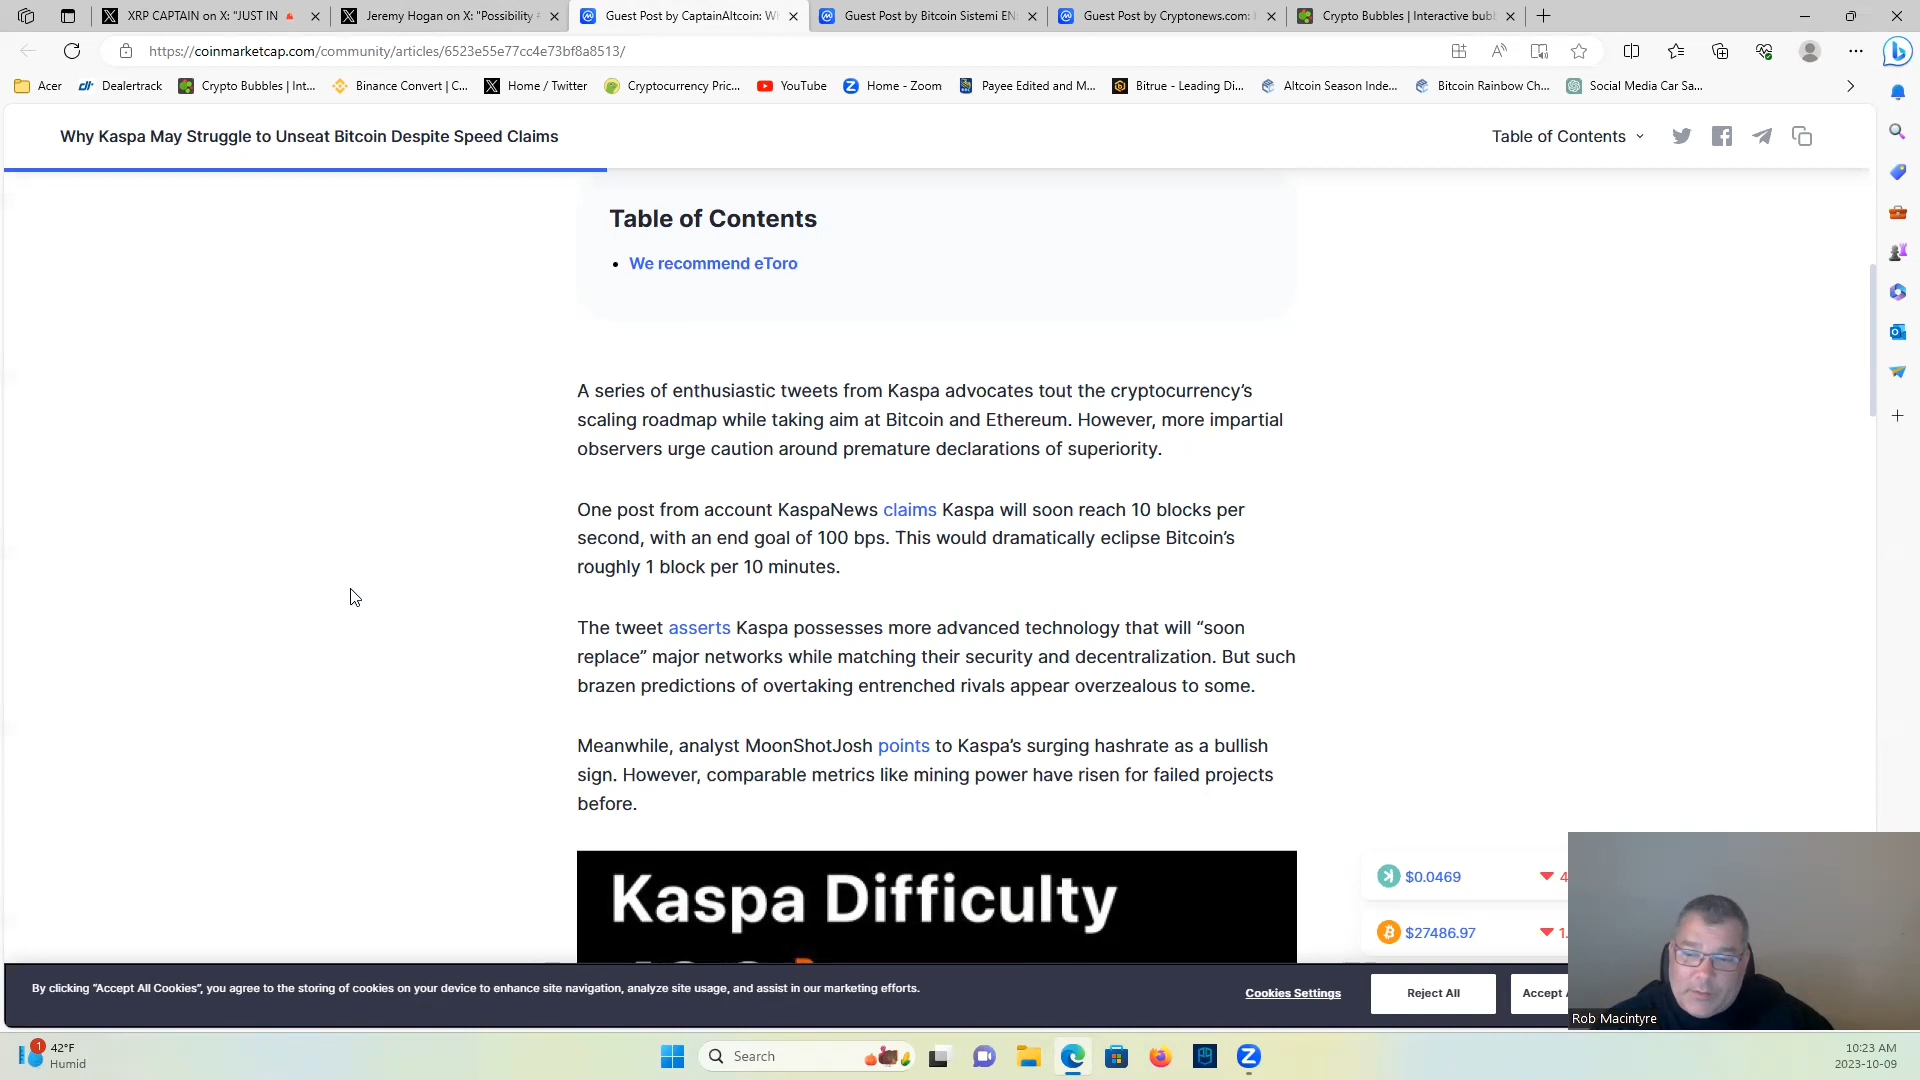 XRP CAPTAIN on X: "JUST IN
Jeremy Hogan on X: "Possibility
Guest Post by CaptainAltcoin: W
Guest Post by Bitcoin Sistemi EN
Guest Post by Cryptonews.com:
Crypto Bubbles | Interactive bubb
https://coinmarketcap.com/community/articles/6523e55e77cc4e73bf8a8513/
Acer
Dealertrack
Crypto Bubbles | Int...
Binance Convert | C...
Home / Twitter
Cryptocurrency Pric...
YouTube
Home - Zoom
Payee Edited and M...
Bitrue - Leading Di...
Altcoin Season Inde...
Bitcoin Rainbow Ch...
Social Media Car Sa...
Why Kaspa May Struggle to Unseat Bitcoin Despite Speed Claims
Table of Contents
Table of Contents
• We recommend eToro
A series of enthusiastic tweets from Kaspa advocates tout the cryptocurrency's
scaling roadmap while taking aim at Bitcoin and Ethereum. However, more impartial
observers urge caution around premature declarations of superiority.
One post from account KaspaNews claims Kaspa will soon reach 10 blocks per
second, with an end goal of 100 bps. This would dramatically eclipse Bitcoin's
roughly 1 block per 10 minutes.
The tweet asserts Kaspa possesses more advanced technology that will “soon
replace” major networks while matching their security and decentralization. But such
brazen predictions of overtaking entrenched rivals appear overzealous to some.
Meanwhile, analyst MoonShotJosh points to Kaspa's surging hashrate as a bullish
sign. However, comparable metrics like mining power have risen for failed projects
before.
Kaspa Difficulty
$0.0469
4
$27486.97
1.
By clicking “Accept All Cookies”, you agree to the storing of cookies on your device to enhance site navigation, analyze site usage, and assist in our marketing efforts.
Cookies Settings
Reject All
Accept
Rob Macintyre
1
42°F
Humid
Search
10:23 AM
2023-10-09